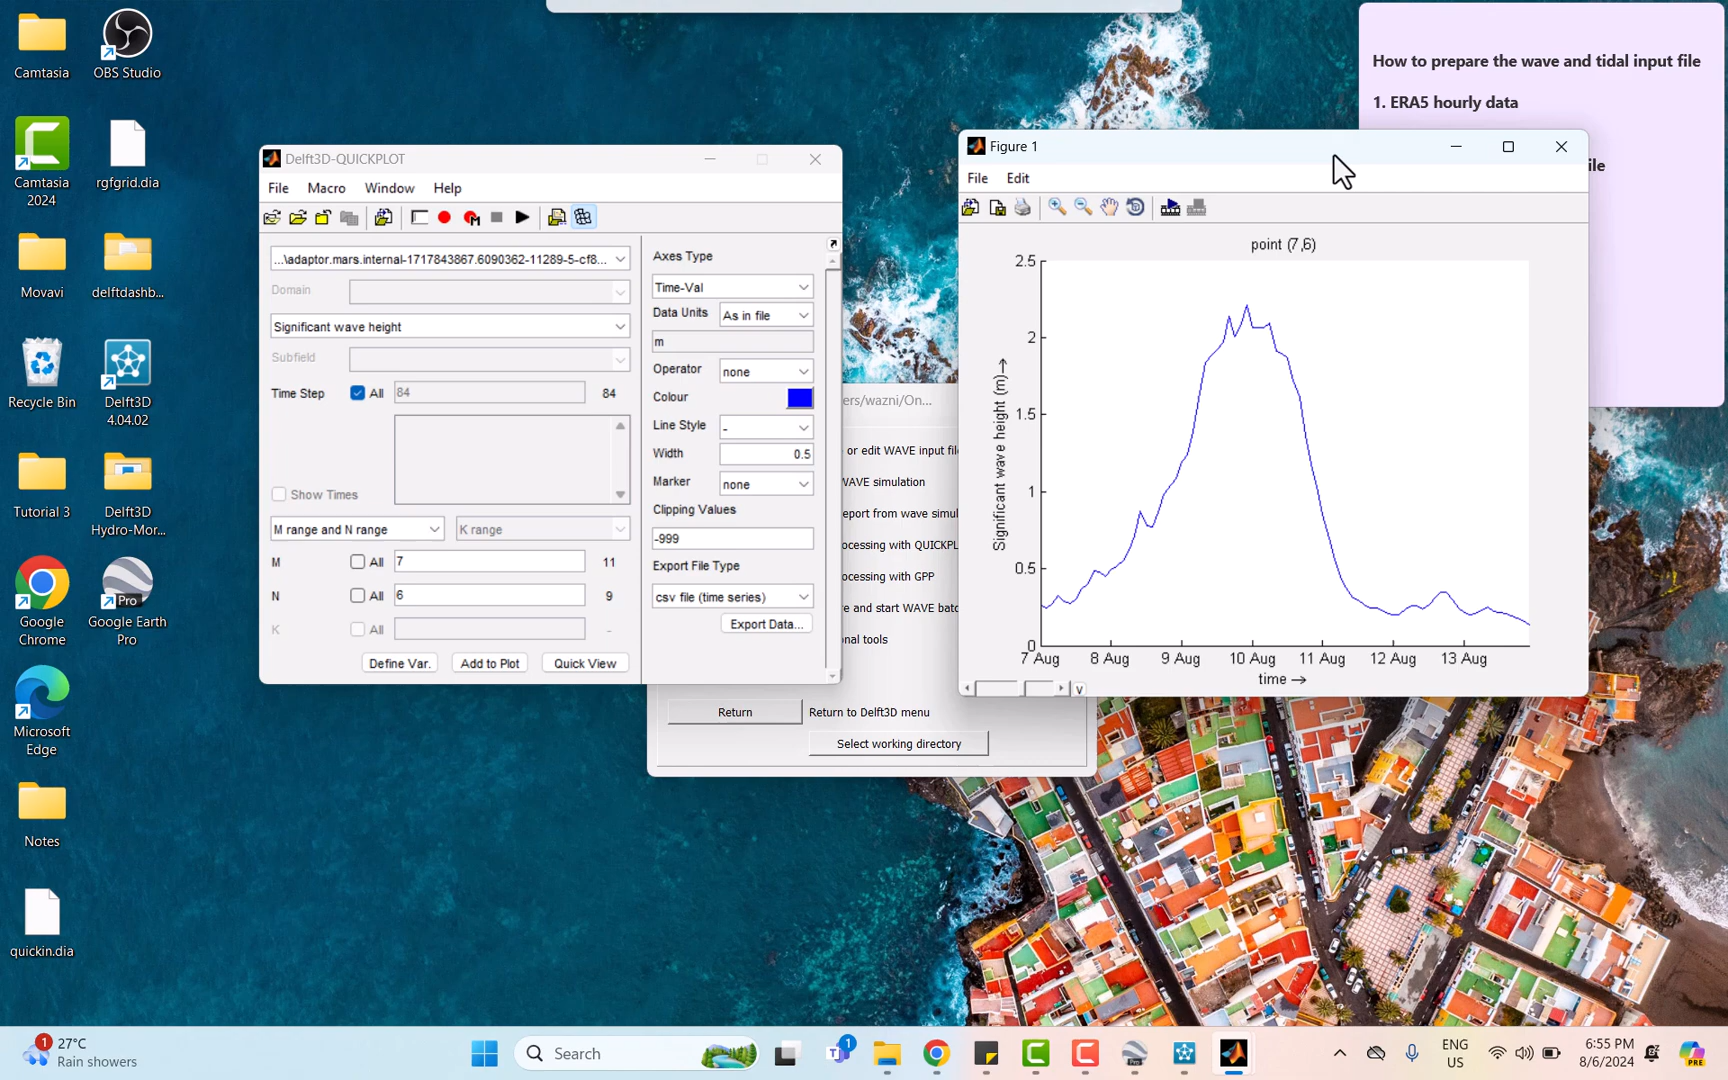 Camtasia
OBS Studio
Camtasia
2024
rgfgrid.dia
Movavi
delftdashb...
Recycle Bin
Delft3D
4.04.02
Tutorial 3
Delft3D
Hydro-Mor...
Google
Chrome
Google Earth
Pro
Pro
Microsoft
Edge
Notes
quickin.dia
How to prepare the wave and tidal input file
1. ERA5 hourly data
ile
Delft3D-QUICKPLOT
File Macro Window Help
...\adaptor.mars.internal-1717843867.6090362-11289-5-cf8...
Domain
Significant wave height
Subfield
Time Step All 84 84
Show Times
M range and N range K range
M All 7 11
N All 6 9
K All -
Define Var. Add to Plot Quick View
Axes Type
Time-Val
Data Units As in file
m
Operator none
Colour
Line Style -
Width 0.5
Marker none
Clipping Values
-999
Export File Type
csv file (time series)
Export Data...
ers/wazni/On...
or edit WAVE input fil
WAVE simulation
eport from wave simul
ocessing with QUICKPL
ocessing with GPP
re and start WAVE batc
onal tools
Return Return to Delft3D menu
Select working directory
Figure 1
File Edit
point (7,6)
Significant wave height (m)→
2.5
2
1.5
1
0.5
0
7 Aug 8 Aug 9 Aug 10 Aug 11 Aug 12 Aug 13 Aug
time →
v
1
27°C
Rain showers
Search
1
ENG
US
6:55 PM
8/6/2024
PRE